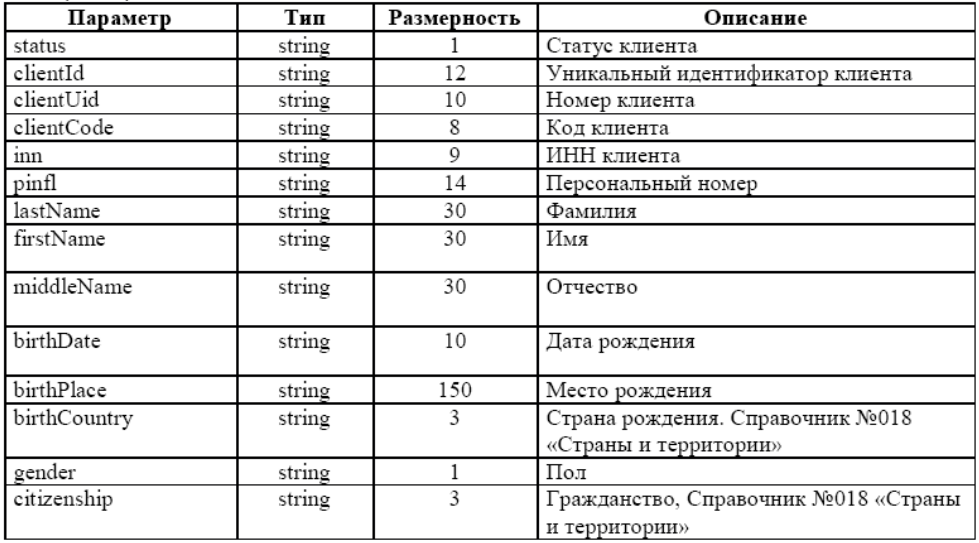 Параметр Тип Размерность Описание
status string 1 Статус клиента
clientId string 12 Уникальный идентификатор клиента
clientUid string 10 Номер клиента
clientCode string 8 Код клиента
inn string 9 ИНН клиента
pinfl string 14 Персональный номер
lastName string 30 Фамилия
firstName string 30 Имя
middleName string 30 Отчество
birthDate string 10 Дата рождения
birthPlace string 150 Место рождения
birthCountry string 3 Страна рождения. Справочник №018
«Страны и территории»
gender string 1 Пол
citizenship string 3 Гражданство, Справочник №018 «Страны
и территории»